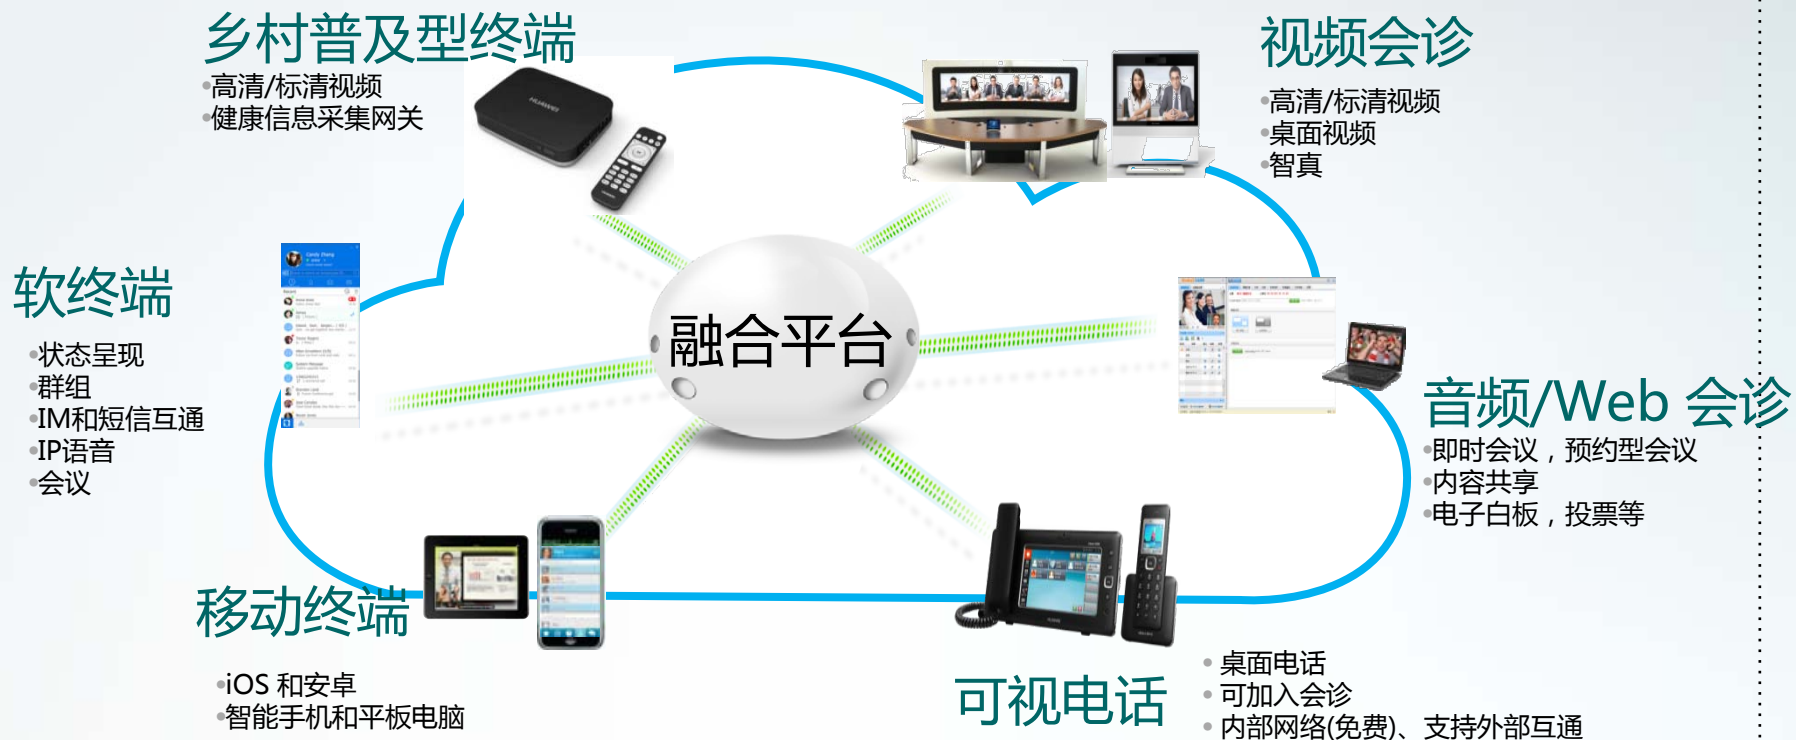 乡村普及型终端
•高清/标清视频
•健康信息采集网关
HUAWEI
视频会诊
•高清/标清视频
•桌面视频
•智真
软终端
•状态呈现
•群组
•IM和短信互通
•IP语音
•会议
融合平台
音频/Web 会诊
•即时会议，预约型会议
•内容共享
•电子白板，投票等
移动终端
•iOS 和安卓
•智能手机和平板电脑
可视电话
• 桌面电话
• 可加入会诊
• 内部网络(免费)、支持外部互通